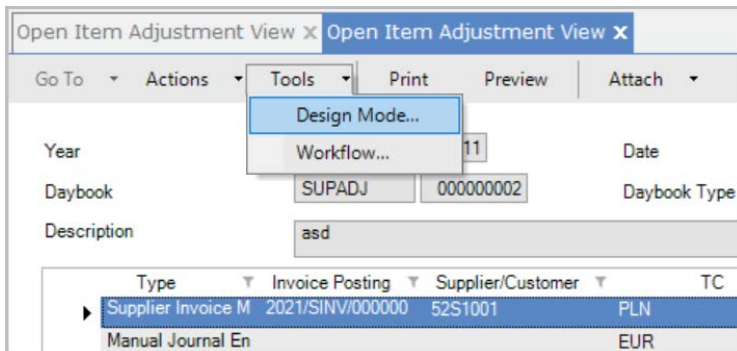 Open Item Adjustment View x Open Item Adjustment View x
Go To Actions Tools Print Preview Attach
Design Mode...
Year 11 Date
Workflow...
Daybook SUPADJ 000000002 Daybook Type
Description asd
Type Invoice Posting Supplier/Customer TC
Supplier Invoice M 2021/SINV/000000 52S1001 PLN
Manual Journal En EUR